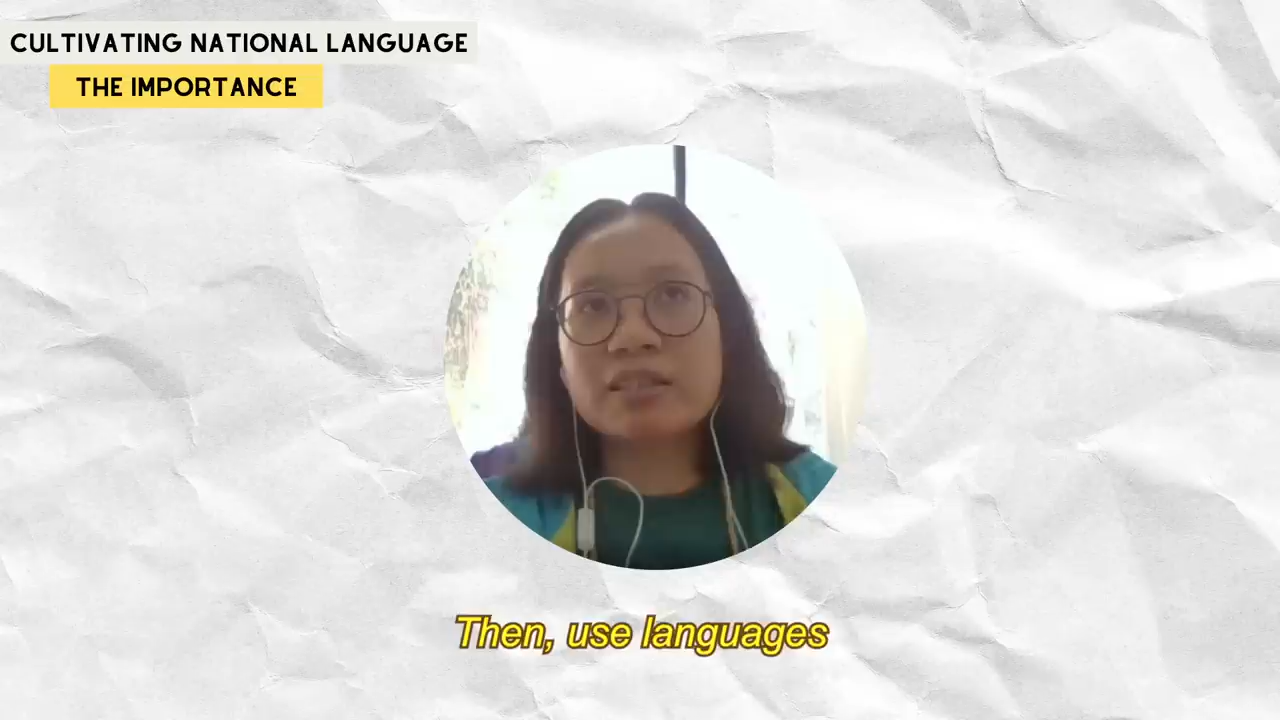 CULTIVATING NATIONAL LANGUAGE
THE IMPORTANCE
Then, use languages